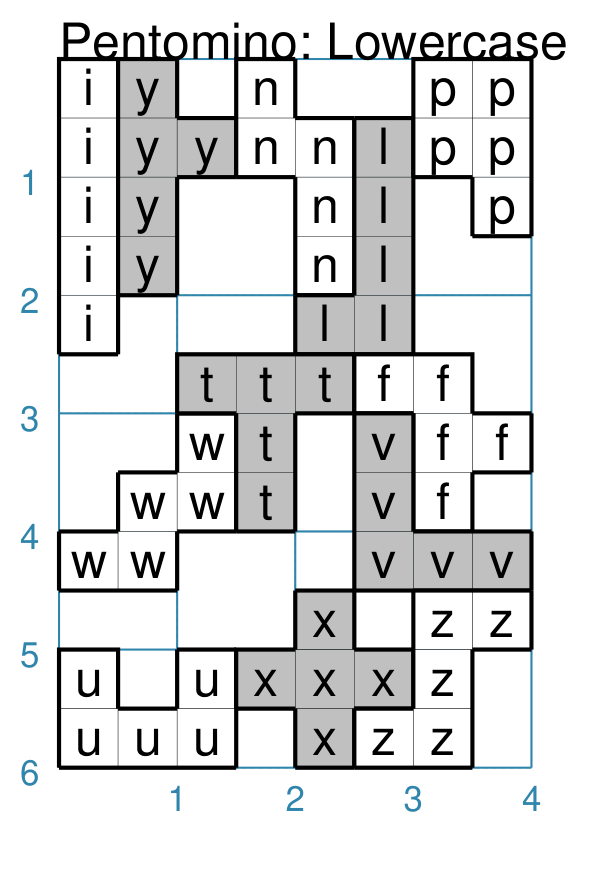 Pentomino: Lowercase
i y n p p
i y y n n l p p
1
i y n l p
i y n l
2
i l l
t t t f f
3
w t v f f
w w t v f
4
w w v v v
x z z
5
u u x x x z
u u u x z z
6
1 2 3 4